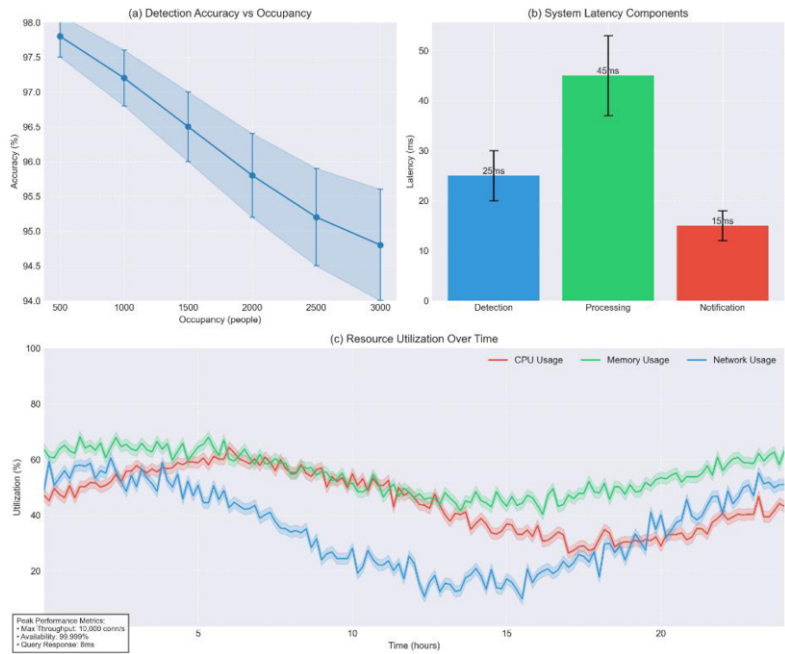 (a) Detection Accuracy vs Occupancy
98.0
97.5
97.0
96.5
96.0
95.5
95.0
94.5
94.0
Accuracy (%)
500 1000 1500 2000 2500 3000
Occupancy (people)
(b) System Latency Components
50
40
30
20
10
0
Latency (ms)
25ms
45ms
15ms
Detection Processing Notification
(c) Resource Utilization Over Time
CPU Usage Memory Usage Network Usage
100
80
60
40
20
Utilization (%)
5 10 15 20
Time (hours)
Peak Performance Metrics:
• Max Throughput: 10,000 conn/s
• Availability: 99.999%
• Query Response: 8ms